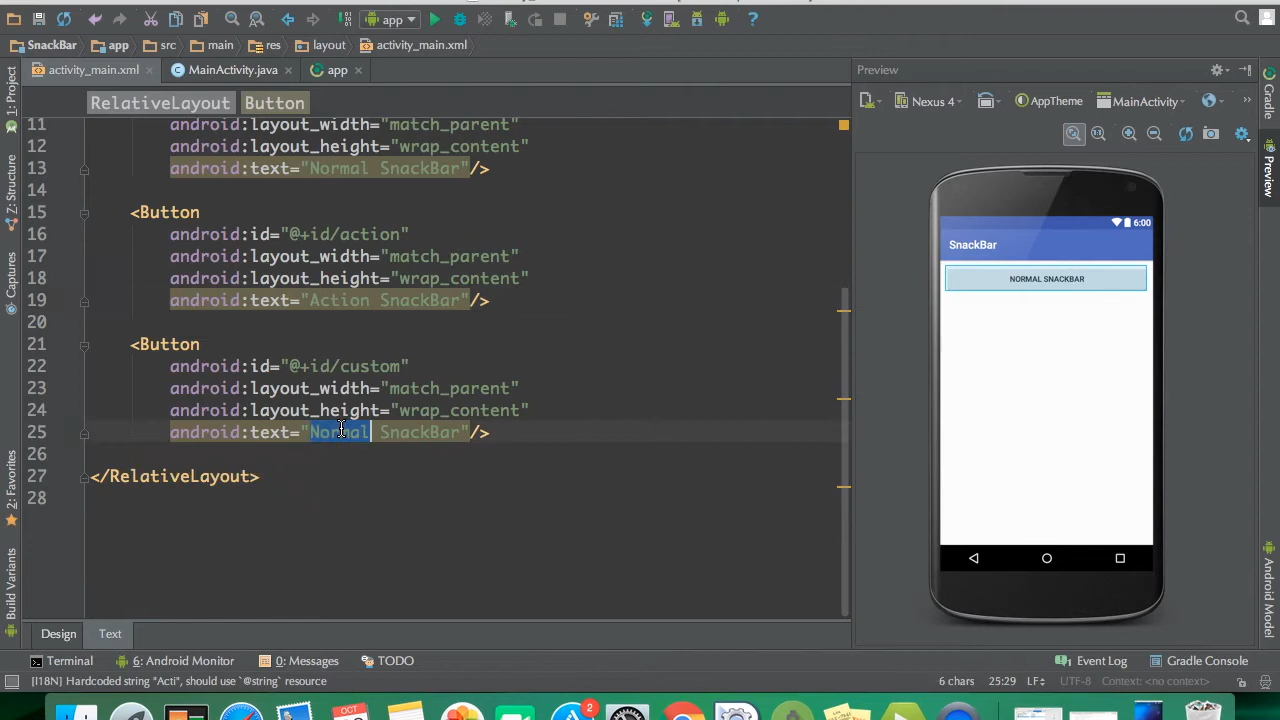 app
SnackBar app src main res layout activity_main.xml
activity_main.xml MainActivity.java app
Preview
RelativeLayout Button
Nexus 4 AppTheme MainActivity
11 android:layout_width="match_parent"
12 android:layout_height="wrap_content"
13 android:text="Normal SnackBar"/>
14
15 <Button
16 android:id="@+id/action"
17 android:layout_width="match_parent"
18 android:layout_height="wrap_content"
19 android:text="Action SnackBar"/>
20
21 <Button
22 android:id="@+id/custom"
23 android:layout_width="match_parent"
24 android:layout_height="wrap_content"
25 android:text="Normal SnackBar"/>
26
27 </RelativeLayout>
28
1: Project
Z: Structure
Captures
2: Favorites
Build Variants
6:00
SnackBar
NORMAL SNACKBAR
Gradle
Preview
Android Model
Design Text
Terminal 6: Android Monitor 0: Messages TODO Event Log Gradle Console
[I18N] Hardcoded string "Acti", should use `@string` resource 6 chars 25:29 LF÷ UTF-8 Context: <no context>
OCT 2